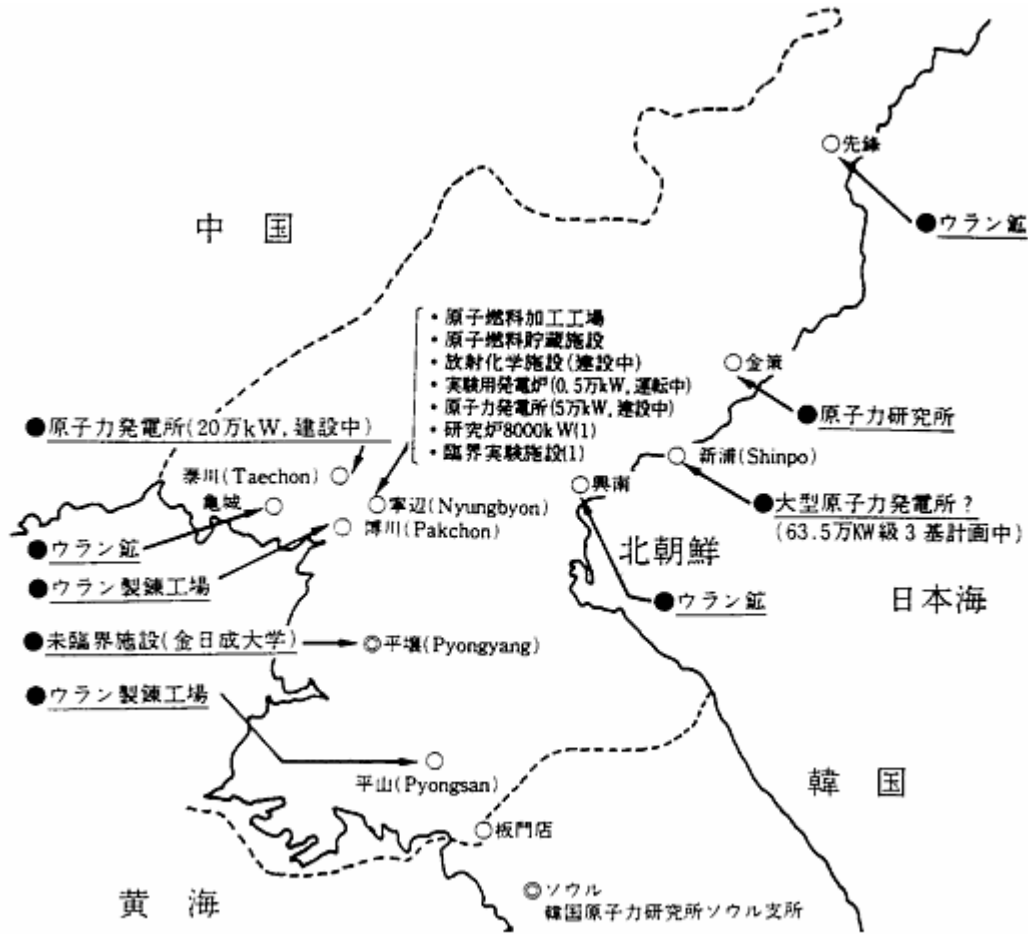 ○先鋒
中 国
●ウラン鉱
・原子燃料加工工場
・原子燃料貯蔵施設
・放射化学施設(建設中)
・実験用発電炉(0.5万kW,運転中)
・原子力発電所(5万kW,建設中)
・研究炉8000kW(1)
・臨界実験施設(1)
○金策
●原子力研究所
●原子力発電所(20万kW,建設中)
泰川(Taechon)○
○新浦(Shinpo)
○興南
亀城○
○寧辺(Nyungbyon)
○博川(Pakchon)
●大型原子力発電所?
(63.5万KW級3基計画中)
●ウラン鉱
北朝鮮
●ウラン製錬工場
●ウラン鉱
日本海
●未臨界施設(金日成大学)
◎平壌(Pyongyang)
●ウラン製錬工場
平山(Pyongsan)
韓 国
○板門店
黄 海
◎ソウル
韓国原子力研究所ソウル支所